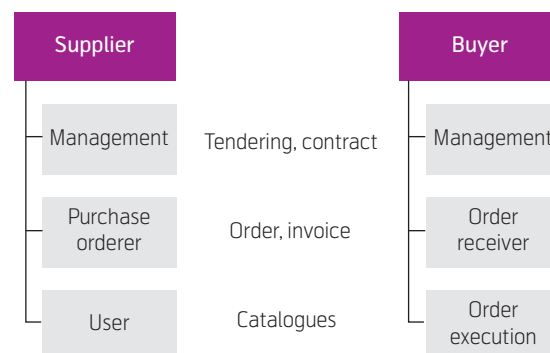 Supplier
Buyer
Management
Tendering, contract
Management
Purchase
orderer
Order, invoice
Order
receiver
User
Catalogues
Order
execution